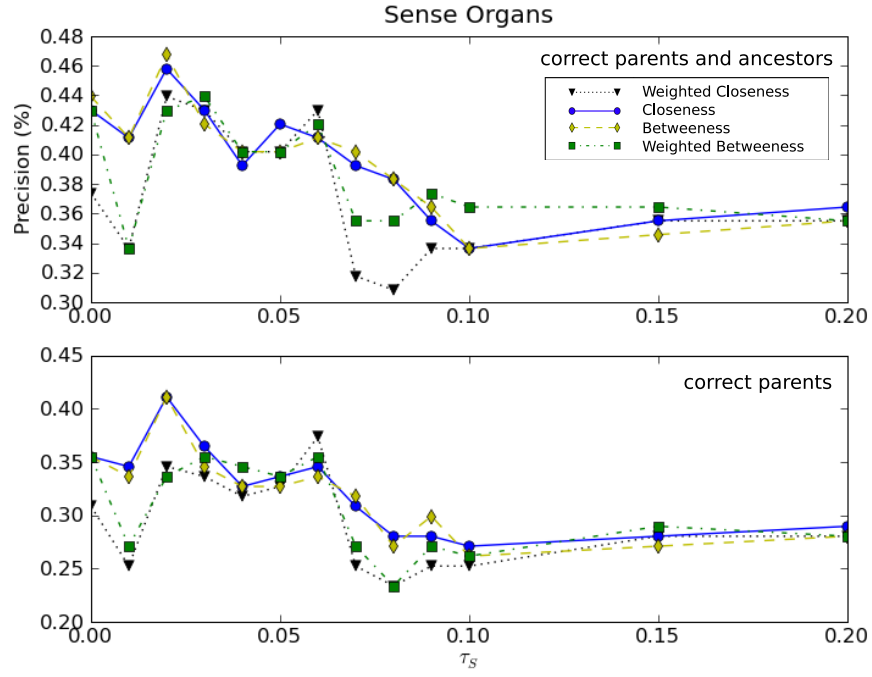 Sense Organs
Precision (%)
0.48
0.46
0.44
0.42
0.40
0.38
0.36
0.34
0.32
0.30
correct parents and ancestors
Weighted Closeness
Closeness
Betweeness
Weighted Betweeness
0.00 0.05 0.10 0.15 0.20
0.45
0.40
0.35
0.30
0.25
0.20
correct parents
0.00 0.05 0.10 0.15 0.20
τS